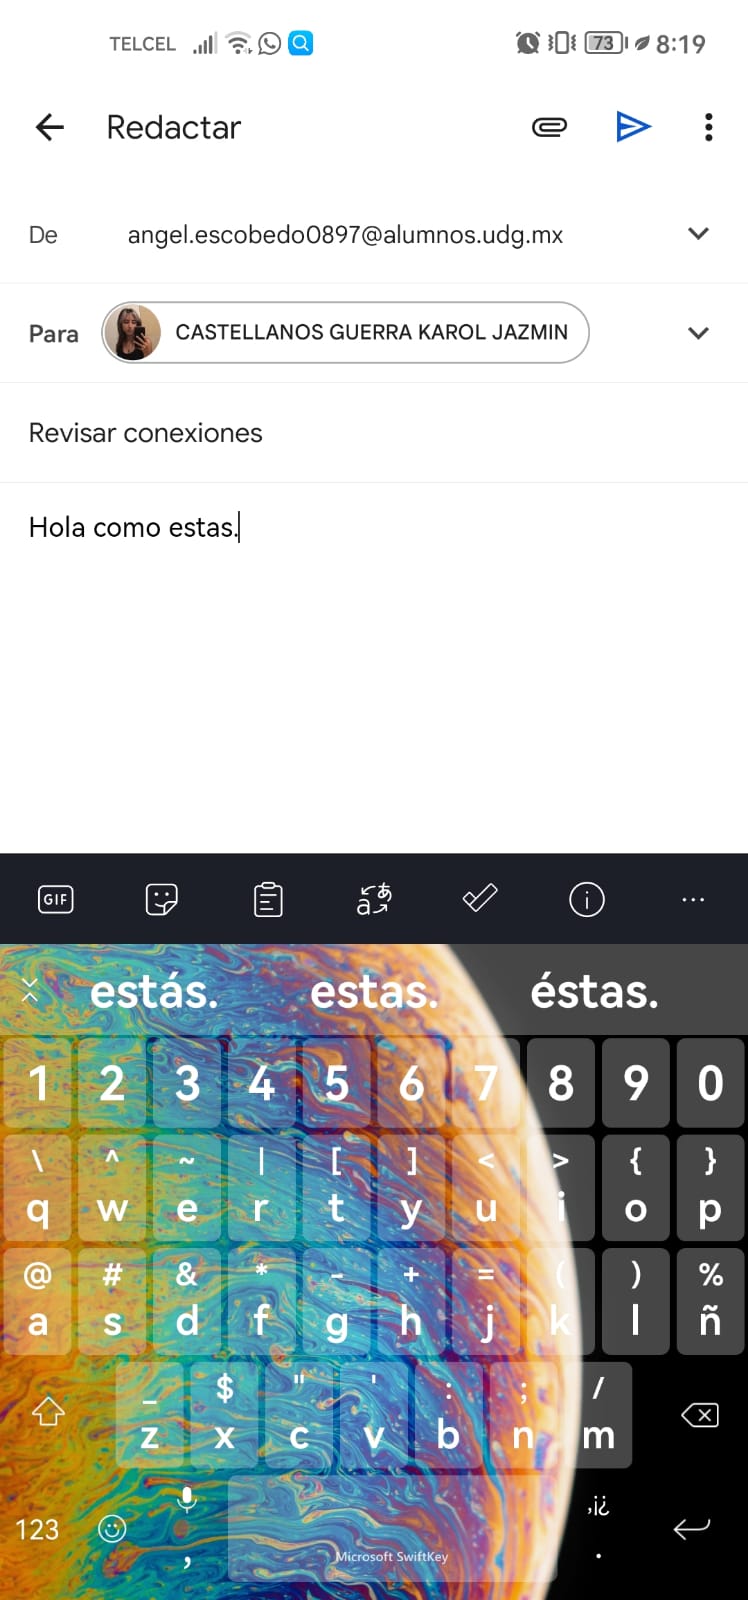 TELCEL 73 8:19
Redactar
De angel.escobedo0897@alumnos.udg.mx
Para CASTELLANOS GUERRA KAROL JAZMIN
Revisar conexiones
Hola como estas.
GIF
estás. estas. éstas.
1 2 3 4 5 6 7 8 9 0
\ ^ ~ | [ ] < > { }
q w e r t y u i o p
@ # & * - + = ( ) %
a s d f g h j k l ñ
_ $ " ' : ; /
z x c v b n m
,¡¿
123 , Microsoft SwiftKey .